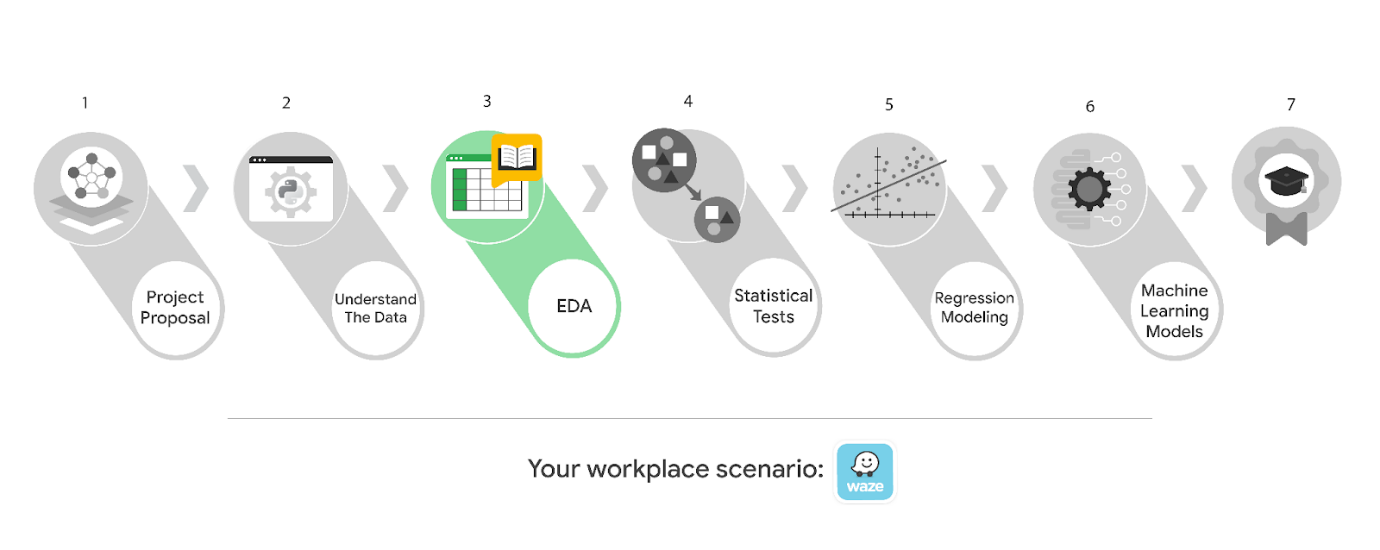 1
2
3
4
5
6
7
Project
Proposal
Understand
The Data
EDA
Statistical
Tests
Regression
Modeling
Machine
Learning
Models
Your workplace scenario:
waze